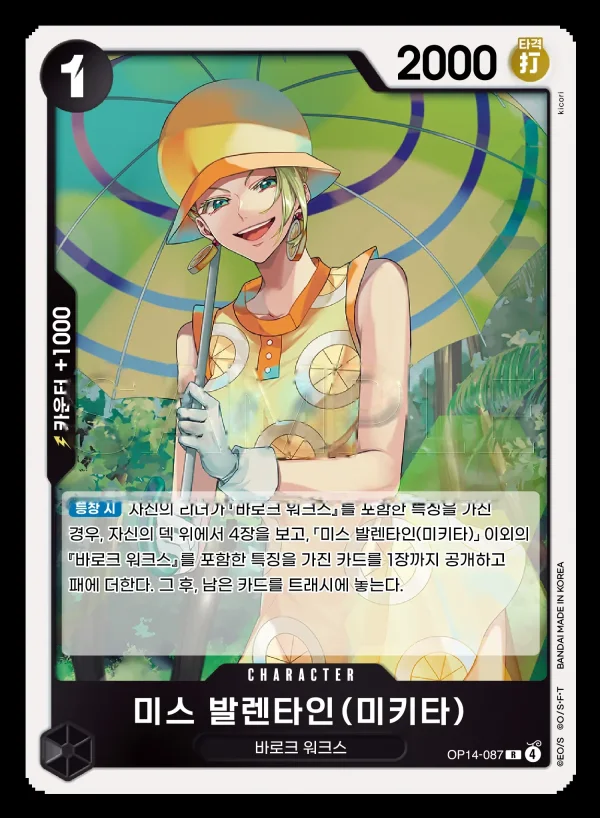 1
2000
타격
打
kicori
카운터 +1000
SAMPLE
등장 시 자신의 리더가 『바로크 워크스』를 포함한 특징을 가진
경우, 자신의 덱 위에서 4장을 보고, 「미스 발렌타인(미키타)」 이외의
『바로크 워크스』를 포함한 특징을 가진 카드를 1장까지 공개하고
패에 더한다. 그 후, 남은 카드를 트래시에 놓는다.
CHARACTER
미스 발렌타인(미키타)
바로크 워크스
OP14-087 R 4
©EO/S ©O/S·F·T BANDAI MADE IN KOREA